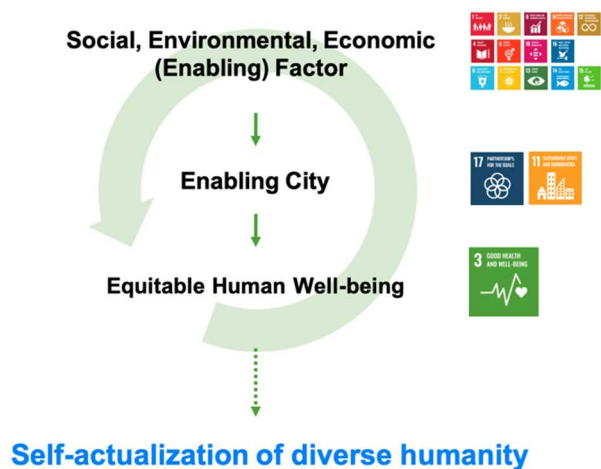 Social, Environmental, Economic
(Enabling) Factor
Enabling City
17 PARTNERSHIPS
FOR THE GOALS
11 SUSTAINABLE CITIES
AND COMMUNITIES
Equitable Human Well-being
3 GOOD HEALTH
AND WELL-BEING
Self-actualization of diverse humanity